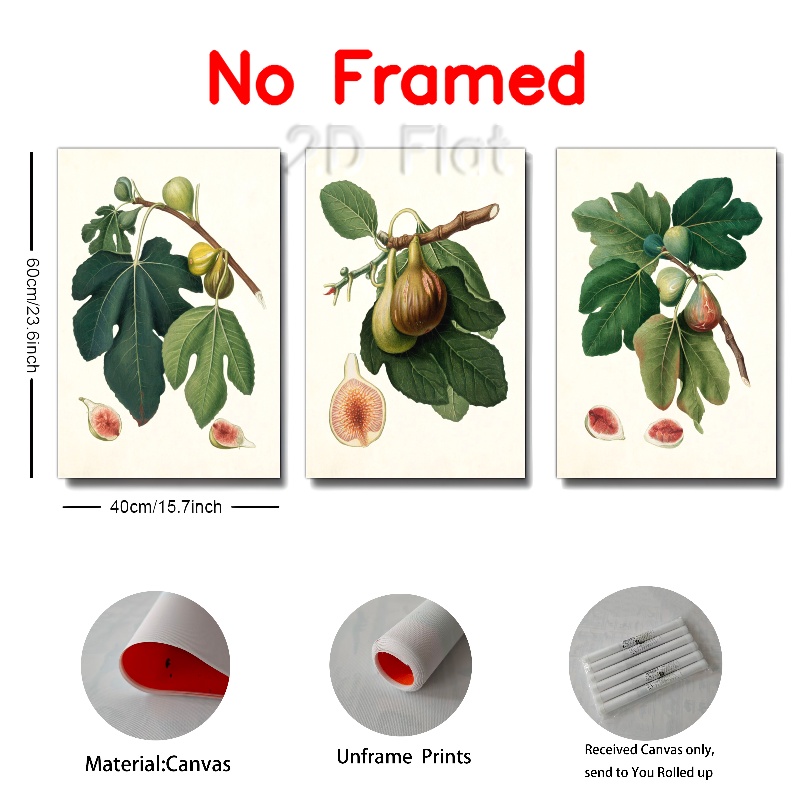 No Framed
2D Flat
60cm/23.6inch
40cm/15.7inch
Material:Canvas
Unframe Prints
Received Canvas only,
send to You Rolled up